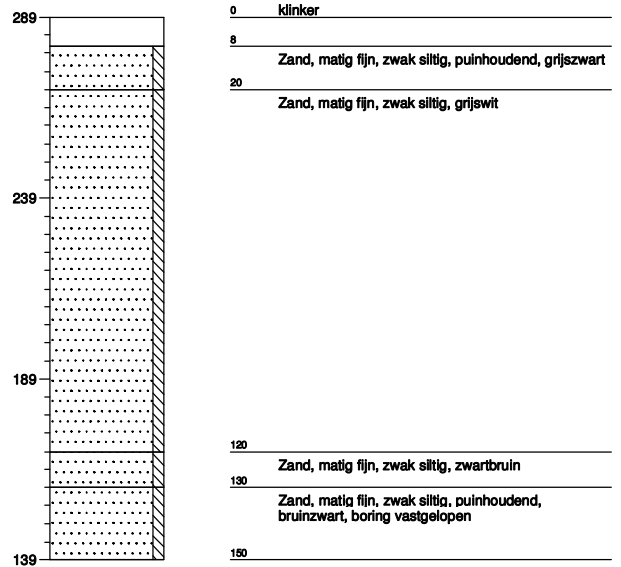 289
0
klinker
8
Zand, matig fijn, zwak siltig, puinhoudend, grijszwart
20
Zand, matig fijn, zwak siltig, grijswit
239
189
120
Zand, matig fijn, zwak siltig, zwartbruin
130
Zand, matig fijn, zwak siltig, puinhoudend,
bruinzwart, boring vastgelopen
139
150